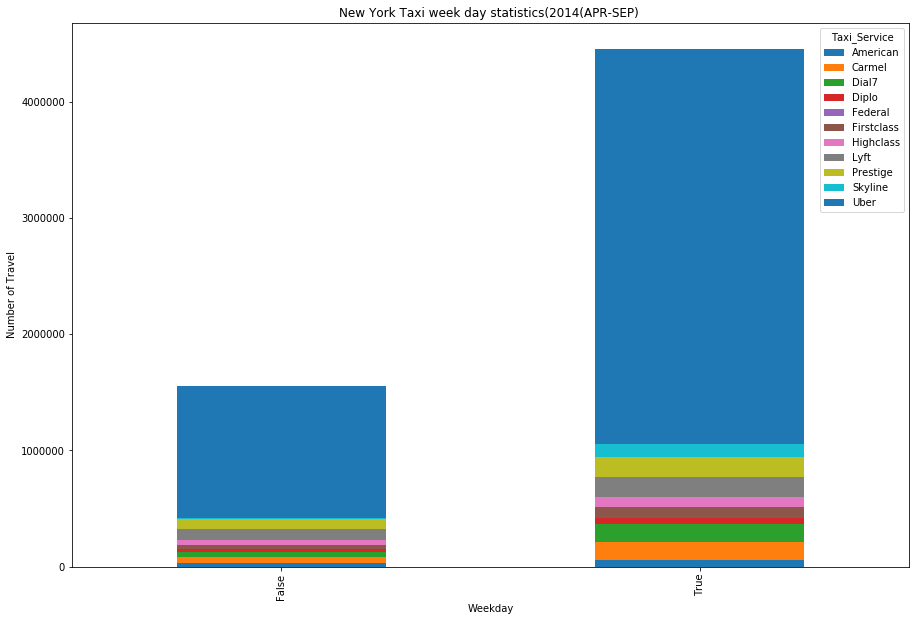 New York Taxi week day statistics(2014(APR-SEP)
Taxi_Service
American
Carmel
Dial7
Diplo
Federal
Firstclass
Highclass
Lyft
Prestige
Skyline
Uber
Number of Travel
4000000
3000000
2000000
1000000
0
False
True
Weekday